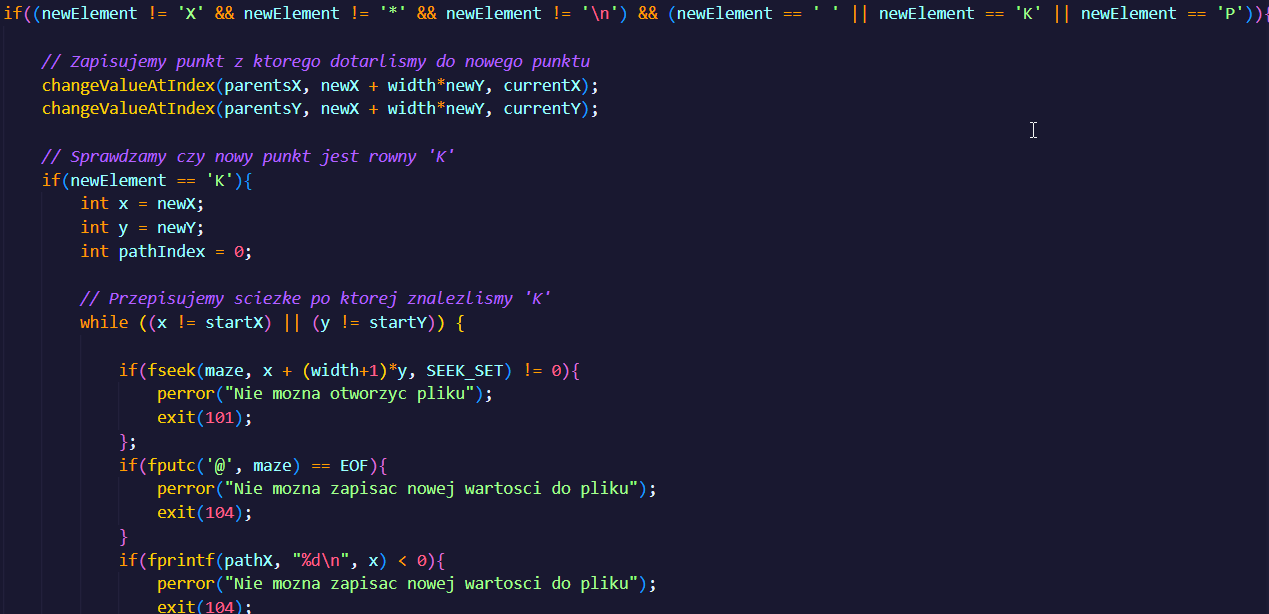 if((newElement != 'X' && newElement != '*' && newElement != '\n') && (newElement == ' ' || newElement == 'K' || newElement == 'P')){
// Zapisujemy punkt z ktorego dotarlismy do nowego punktu
changeValueAtIndex(parentsX, newX + width*newY, currentX);
changeValueAtIndex(parentsY, newX + width*newY, currentY);
// Sprawdzamy czy nowy punkt jest rowny 'K'
if(newElement == 'K'){
int x = newX;
int y = newY;
int pathIndex = 0;
// Przepisujemy sciezke po ktorej znalezlismy 'K'
while ((x != startX) || (y != startY)) {
if(fseek(maze, x + (width+1)*y, SEEK_SET) != 0){
perror("Nie mozna otworzyc pliku");
exit(101);
};
if(fputc('@', maze) == EOF){
perror("Nie mozna zapisac nowej wartosci do pliku");
exit(104);
}
if(fprintf(pathX, "%d\n", x) < 0){
perror("Nie mozna zapisac nowej wartosci do pliku");
exit(104);